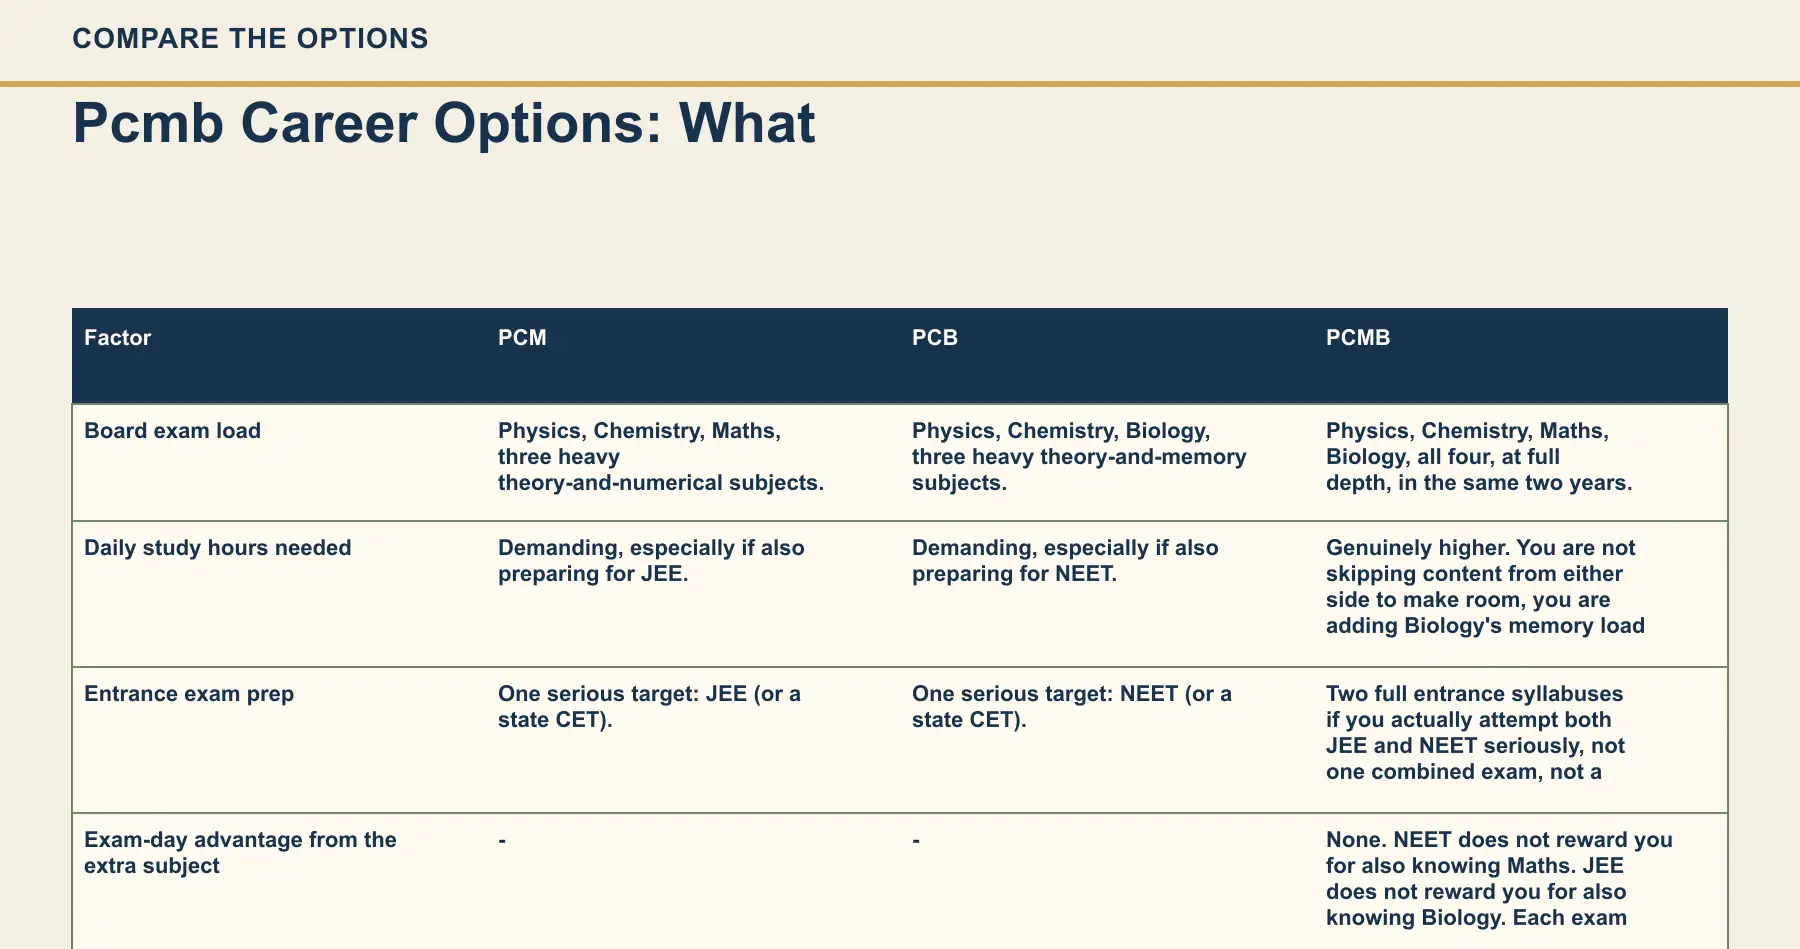 COMPARE THE OPTIONS
Pcmb Career Options: What
Factor
PCM
PCB
PCMB
Board exam load
Physics, Chemistry, Maths,
three heavy
theory-and-numerical subjects.
Physics, Chemistry, Biology,
three heavy theory-and-memory
subjects.
Physics, Chemistry, Maths,
Biology, all four, at full
depth, in the same two years.
Daily study hours needed
Demanding, especially if also
preparing for JEE.
Demanding, especially if also
preparing for NEET.
Genuinely higher. You are not
skipping content from either
side to make room, you are
adding Biology's memory load
Entrance exam prep
One serious target: JEE (or a
state CET).
One serious target: NEET (or a
state CET).
Two full entrance syllabuses
if you actually attempt both
JEE and NEET seriously, not
one combined exam, not a
Exam-day advantage from the
extra subject
-
-
None. NEET does not reward you
for also knowing Maths. JEE
does not reward you for also
knowing Biology. Each exam